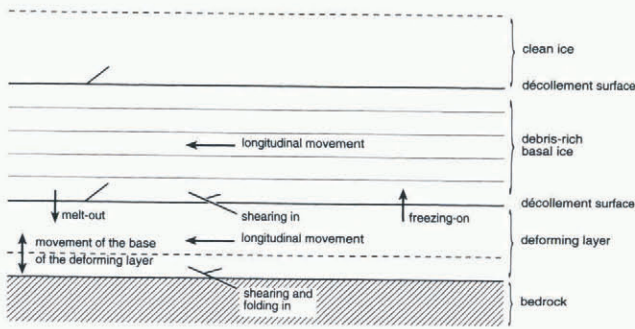 clean ice
décollement surface
longitudinal movement
debris-rich
basal ice
décollement surface
melt-out
shearing in
freezing-on
movement of the base
of the deforming layer
longitudinal movement
deforming layer
shearing and
folding in
bedrock